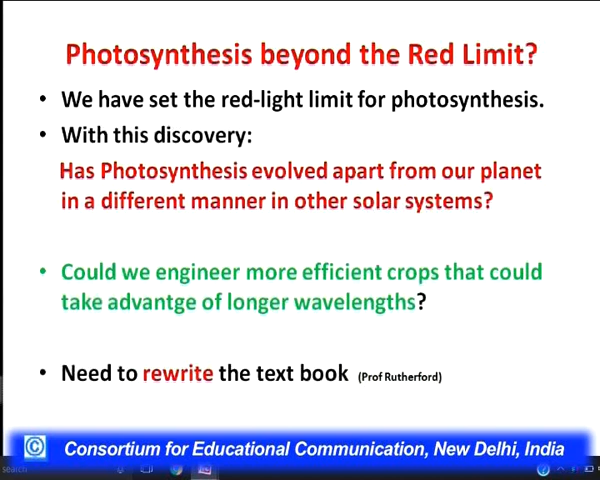 Photosynthesis beyond the Red Limit?
• We have set the red-light limit for photosynthesis.
• With this discovery:
Has Photosynthesis evolved apart from our planet
in a different manner in other solar systems?
• Could we engineer more efficient crops that could
take advantge of longer wavelengths?
• Need to rewrite the text book (Prof Rutherford)
© Consortium for Educational Communication, New Delhi, India
search